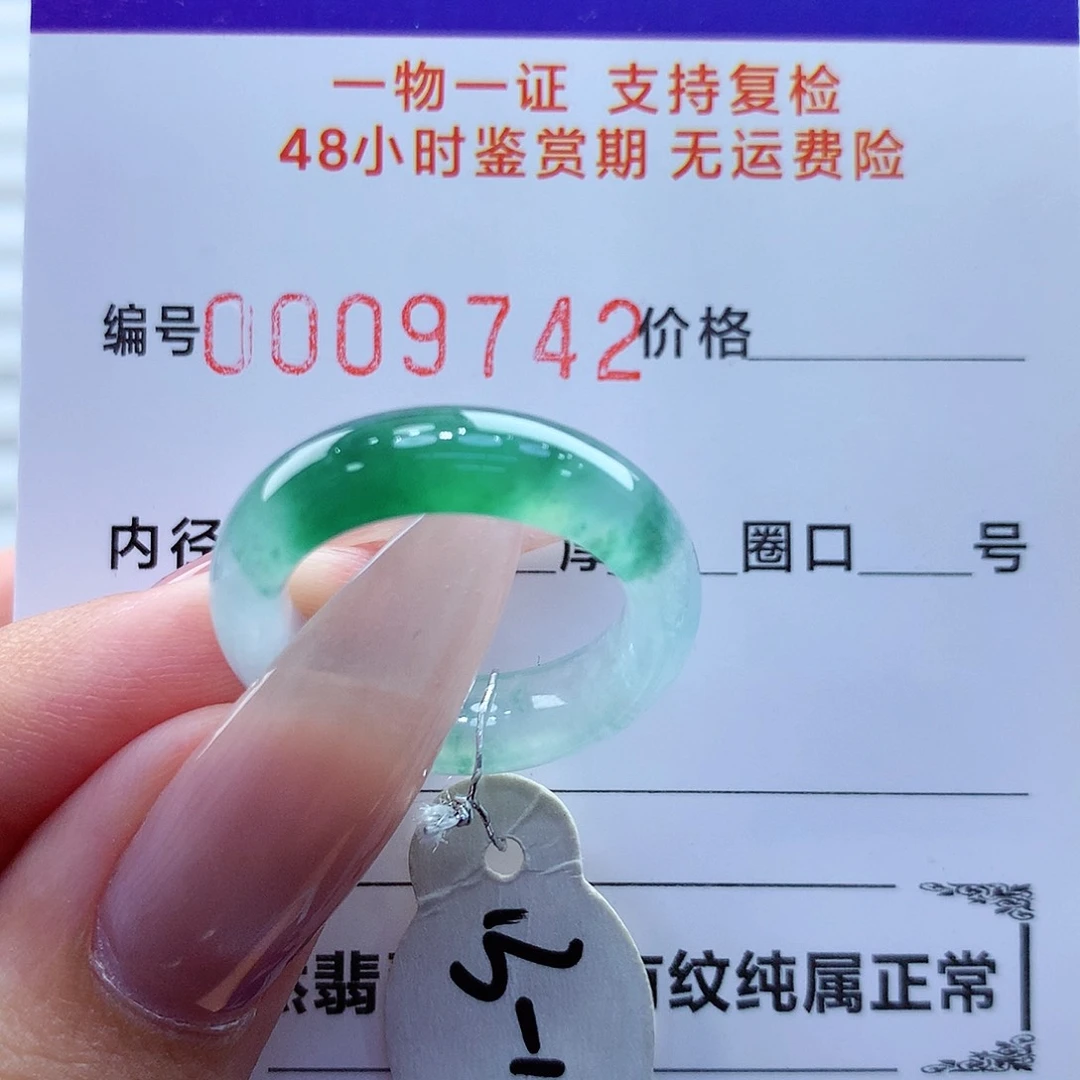 一物一证 支持复检
48小时鉴赏期 无运费险
编号0009742价格
内径 厚 圈口 号
翡 纹纯属正常